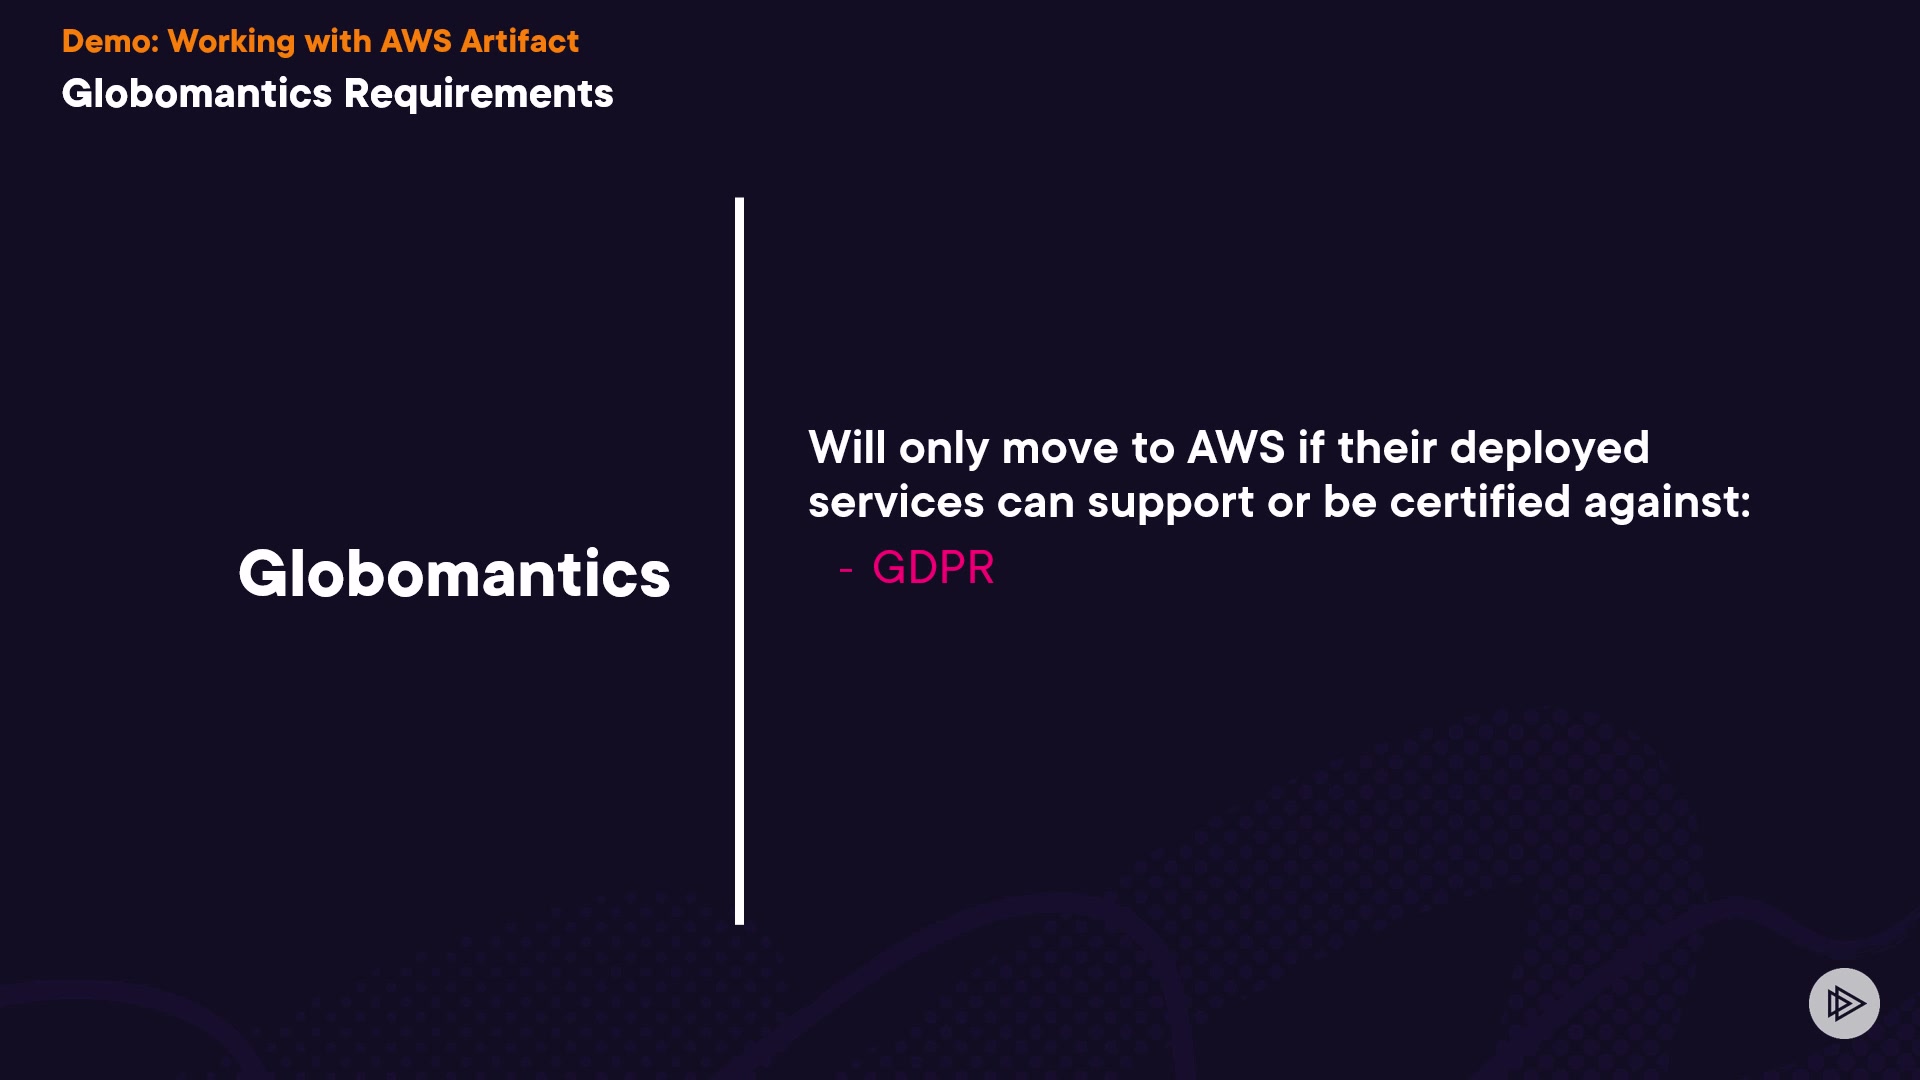 Demo: Working with AWS Artifact
Globomantics Requirements
Globomantics
Will only move to AWS if their deployed
services can support or be certified against:
- GDPR